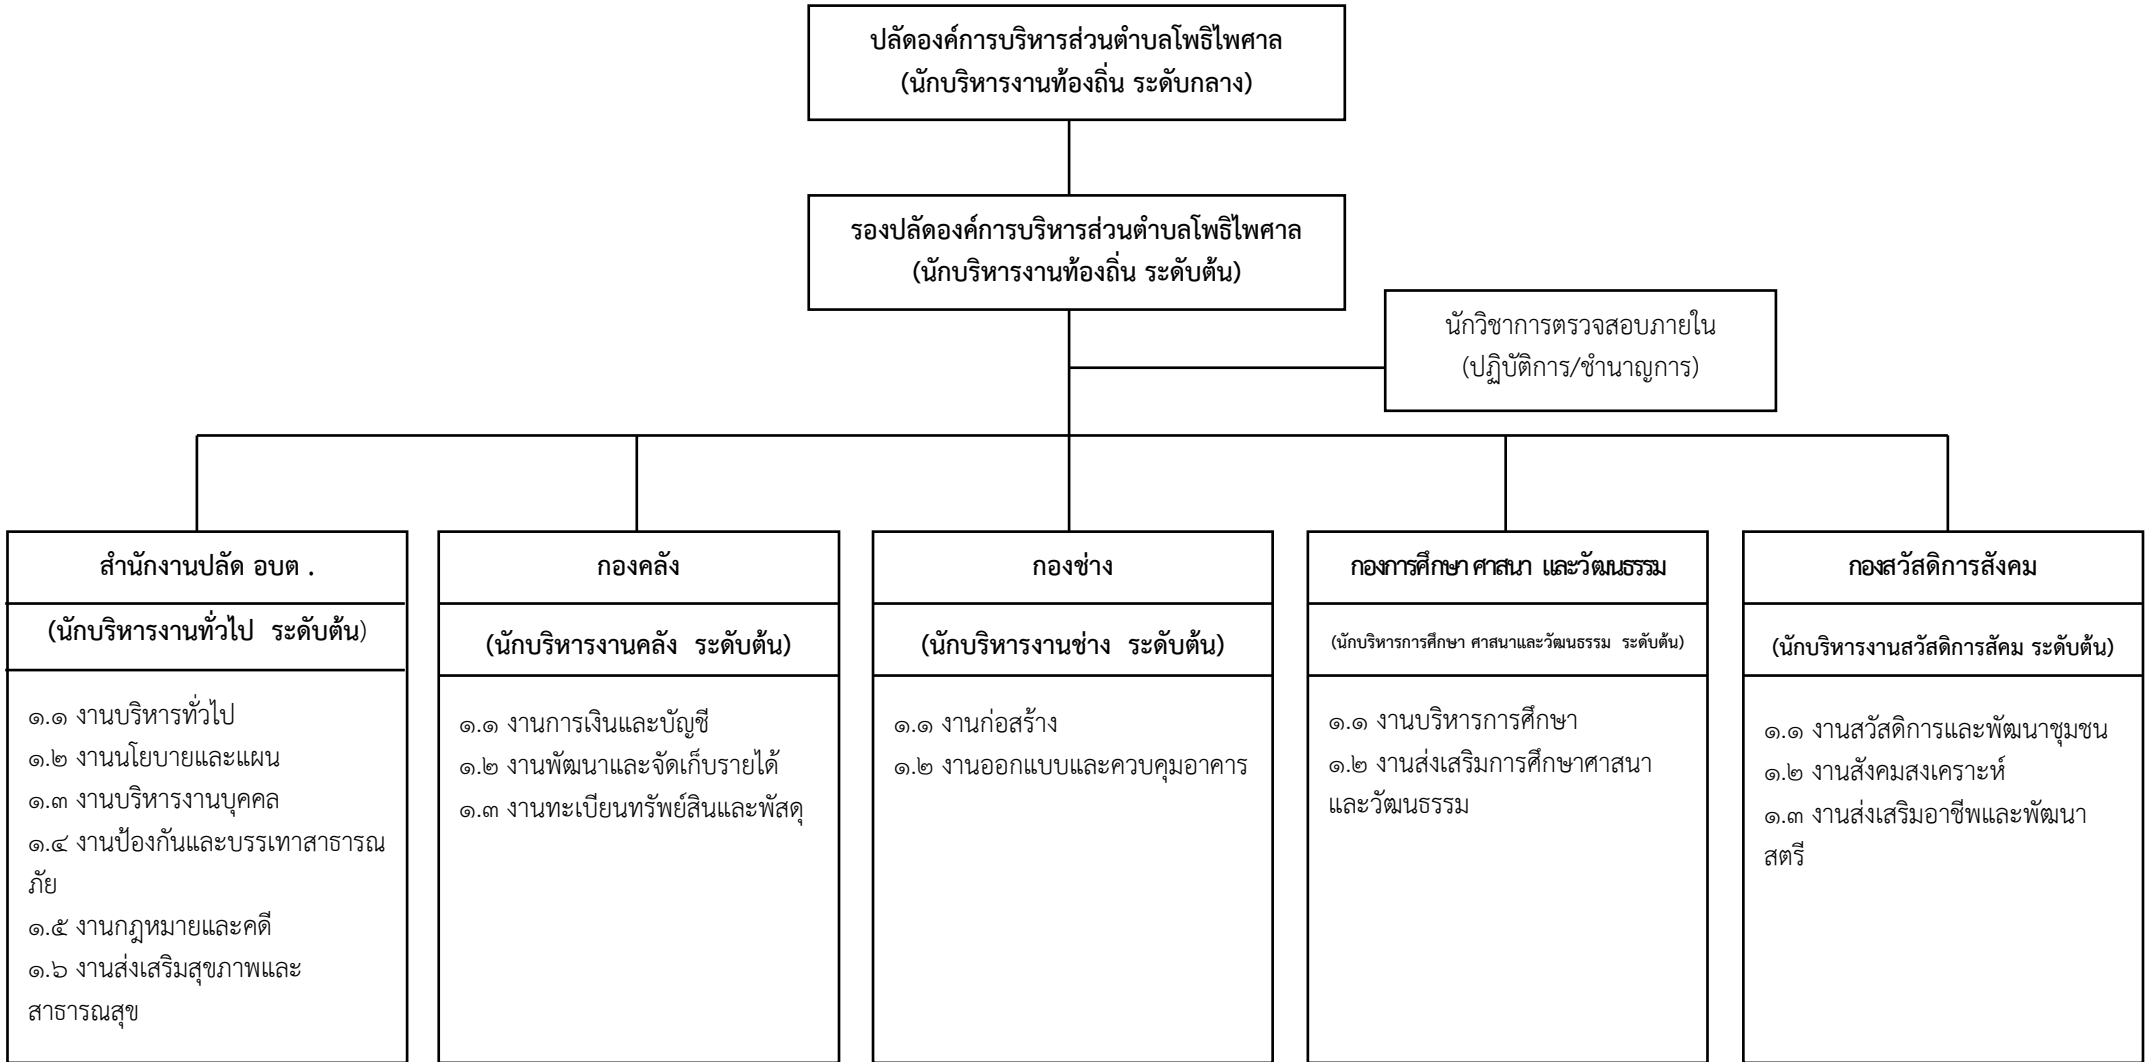 ปลัดองค์การบริหารส่วนตำบลโพธิไพศาล
(นักบริหารงานท้องถิ่น ระดับกลาง)
รองปลัดองค์การบริหารส่วนตำบลโพธิไพศาล
(นักบริหารงานท้องถิ่น ระดับต้น)
นักวิชาการตรวจสอบภายใน
(ปฏิบัติการ/ชำนาญการ)
สำนักงานปลัด อบต .
(นักบริหารงานทั่วไป ระดับต้น)
๑.๑ งานบริหารทั่วไป
๑.๒ งานนโยบายและแผน
๑.๓ งานบริหารงานบุคคล
๑.๔ งานป้องกันและบรรเทาสาธารณ
ภัย
๑.๕ งานกฎหมายและคดี
๑.๖ งานส่งเสริมสุขภาพและ
สาธารณสุข
กองคลัง
(นักบริหารงานคลัง ระดับต้น)
๑.๑ งานการเงินและบัญชี
๑.๒ งานพัฒนาและจัดเก็บรายได้
๑.๓ งานทะเบียนทรัพย์สินและพัสดุ
กองช่าง
(นักบริหารงานช่าง ระดับต้น)
๑.๑ งานก่อสร้าง
๑.๒ งานออกแบบและควบคุมอาคาร
กองการศึกษา ศาสนา และวัฒนธรรม
(นักบริหารการศึกษา ศาสนาและวัฒนธรรม ระดับต้น)
๑.๑ งานบริหารการศึกษา
๑.๒ งานส่งเสริมการศึกษาศาสนา
และวัฒนธรรม
กองสวัสดิการสังคม
(นักบริหารงานสวัสดิการสัคม ระดับต้น)
๑.๑ งานสวัสดิการและพัฒนาชุมชน
๑.๒ งานสังคมสงเคราะห์
๑.๓ งานส่งเสริมอาชีพและพัฒนา
สตรี